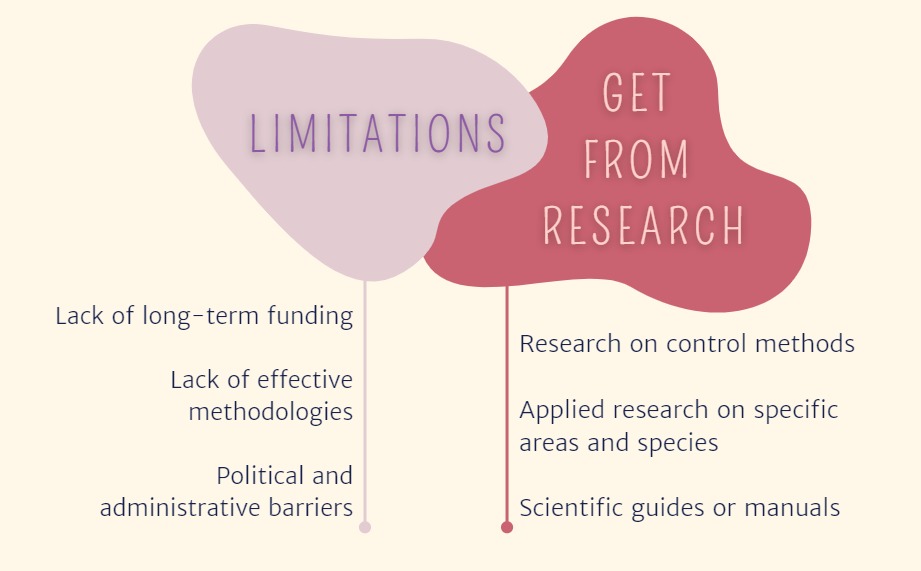 LIMITATIONS
GET
FROM
RESEARCH
Lack of long-term funding
Lack of effective
methodologies
Political and
administrative barriers
Research on control methods
Applied research on specific
areas and species
Scientific guides or manuals